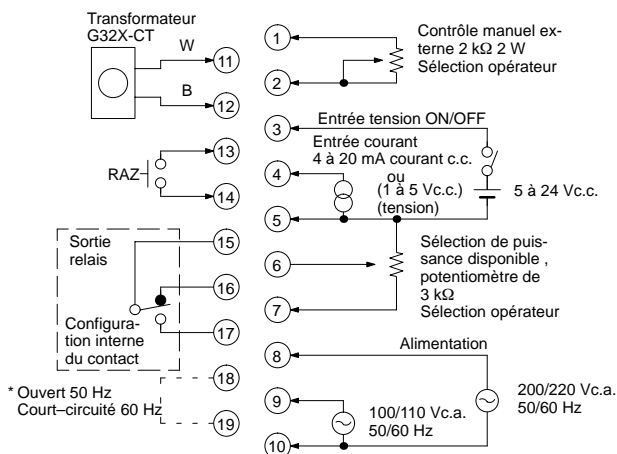 Transformateur
G32X-CT
W
B
11
12
RAZ
13
14
Sortie
relais
15
16
17
Configura-
tion interne
du contact
* Ouvert 50 Hz
Court–circuité 60 Hz
18
19
1
2
Contrôle manuel ex-
terne 2 kΩ 2 W
Sélection opérateur
3
Entrée tension ON/OFF
Entrée courant
4 à 20 mA courant c.c.
ou
(1 à 5 Vc.c.)
(tension)
4
5
5 à 24 Vc.c.
6
7
Sélection de puis-
sance disponible ,
potentiomètre de
3 kΩ
Sélection opérateur
8
Alimentation
9
10
100/110 Vc.a.
50/60 Hz
200/220 Vc.a.
50/60 Hz